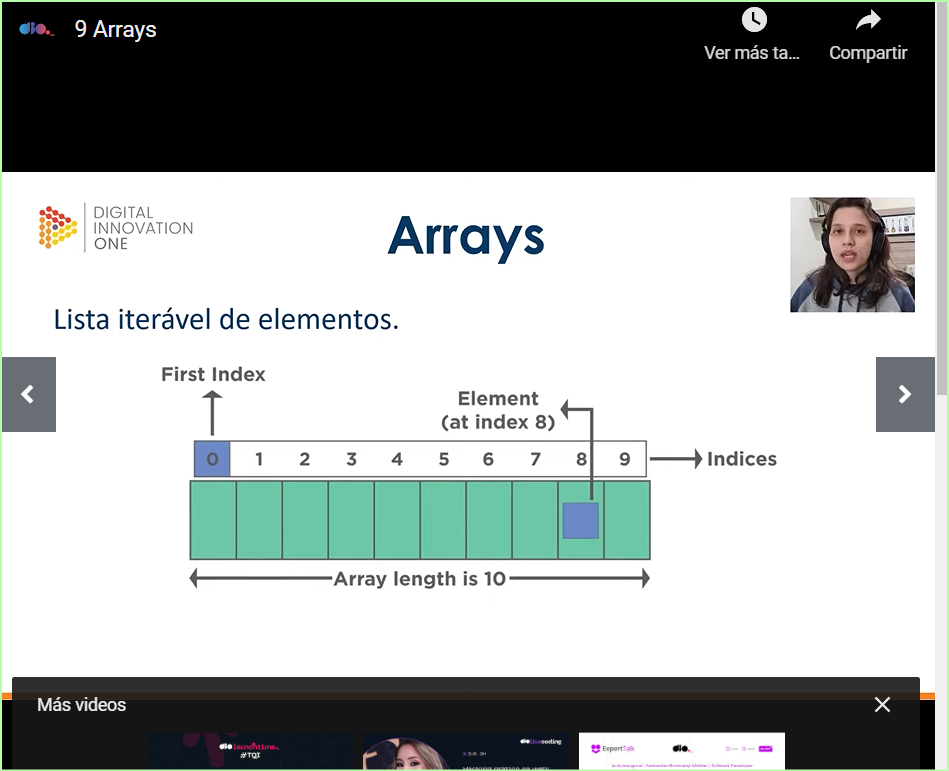 dio.
9 Arrays
Ver más ta...
Compartir
DIGITAL
INNOVATION
ONE
Arrays
Lista iterável de elementos.
First Index
Element
(at index 8)
0 1 2 3 4 5 6 7 8 9
Indices
Array length is 10
Más videos
dio launchtime.
#TQI
dio livecoding
ExpertTalk
dio.